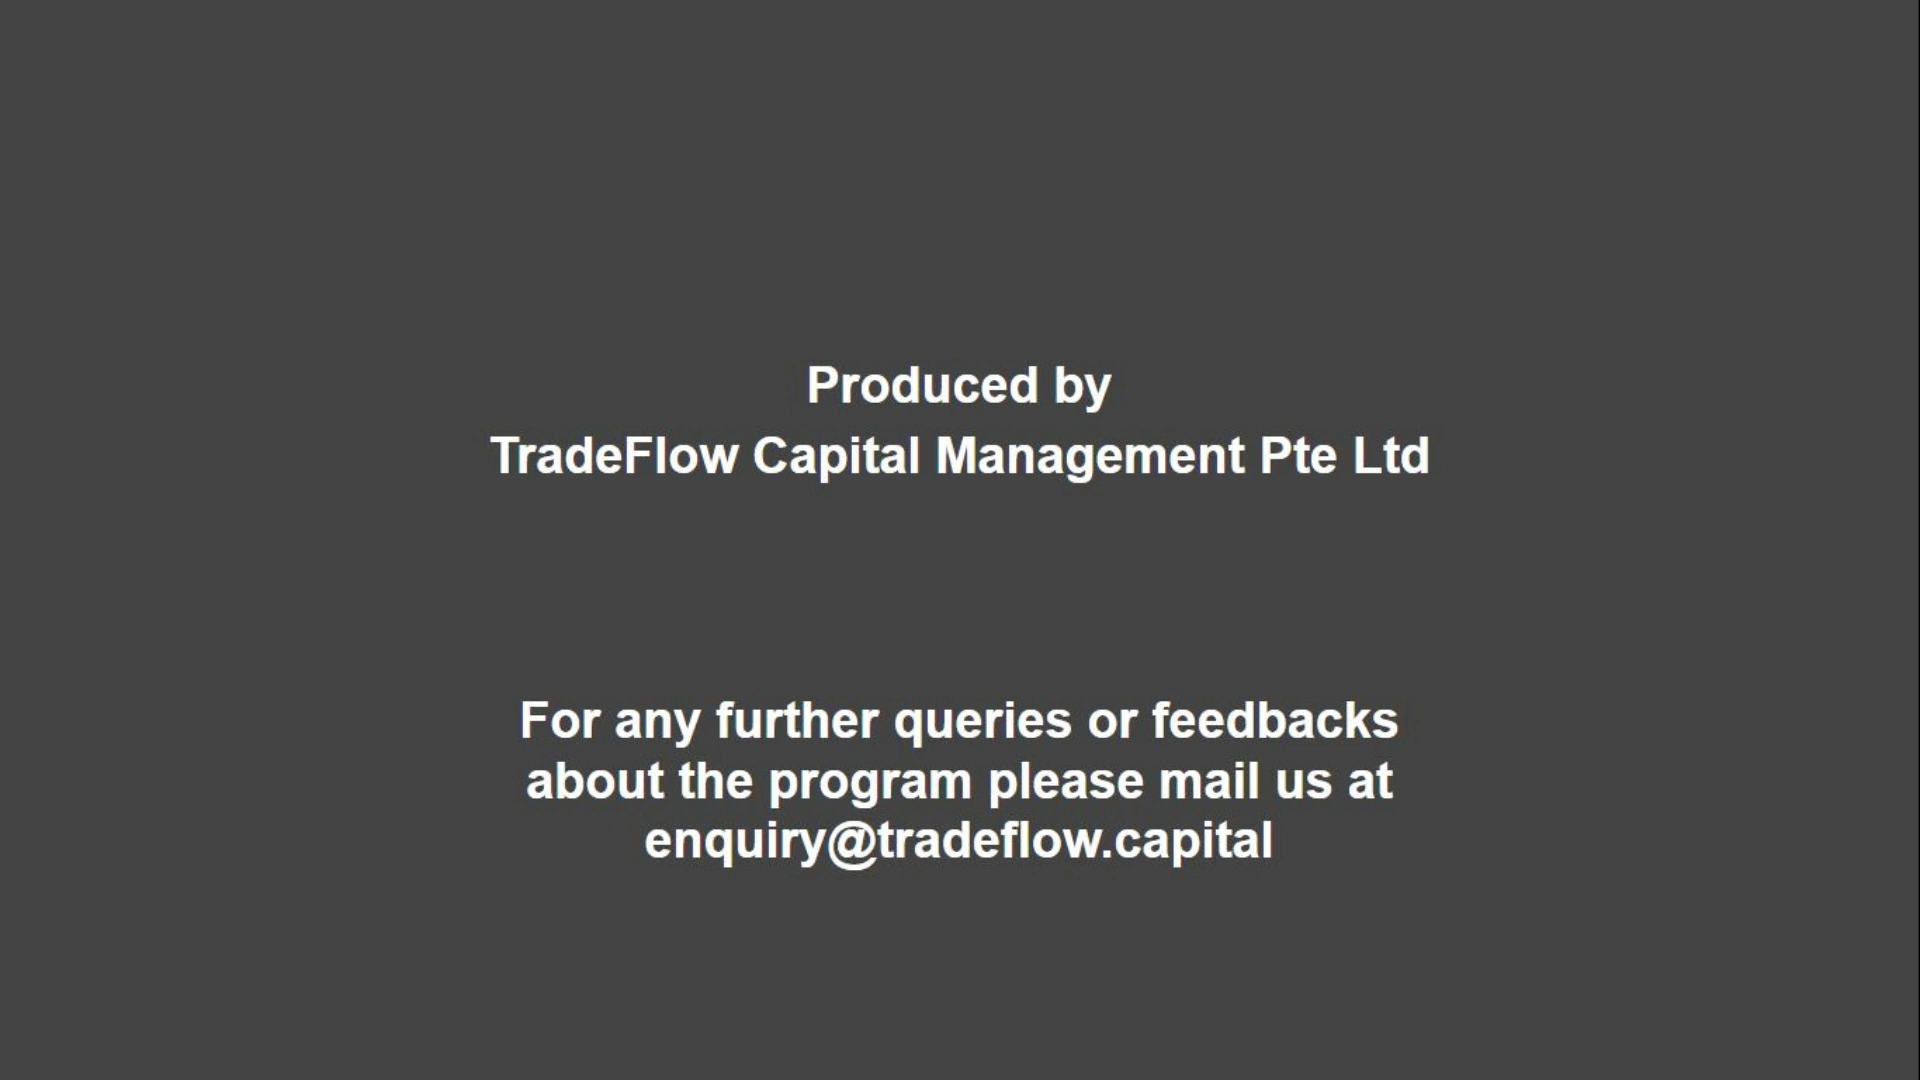 Produced by
TradeFlow Capital Management Pte Ltd
For any further queries or feedbacks
about the program please mail us at
enquiry@tradeflow.capital